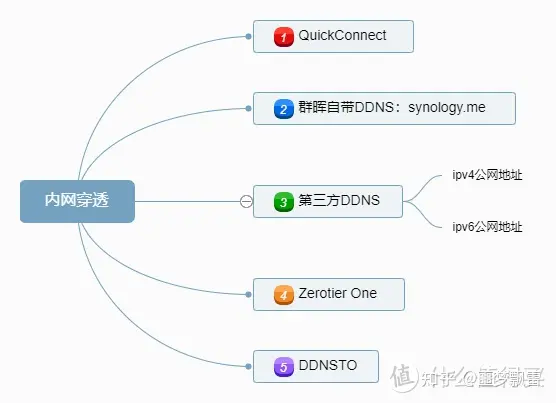 内网穿透
1 QuickConnect
2 群晖自带DDNS：synology.me
3 第三方DDNS
ipv4公网地址
ipv6公网地址
4 Zerotier One
5 DDNSTO
值 什么值得买
知乎